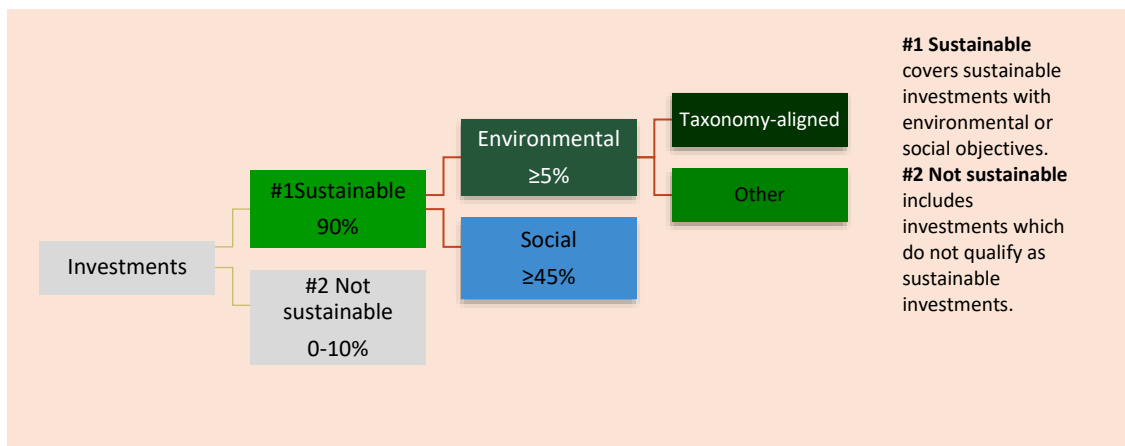 Investments
#1Sustainable
90%
#2 Not
sustainable
0-10%
Environmental
≥5%
Social
≥45%
Taxonomy-aligned
Other
#1 Sustainable
covers sustainable
investments with
environmental or
social objectives.
#2 Not sustainable
includes
investments which
do not qualify as
sustainable
investments.